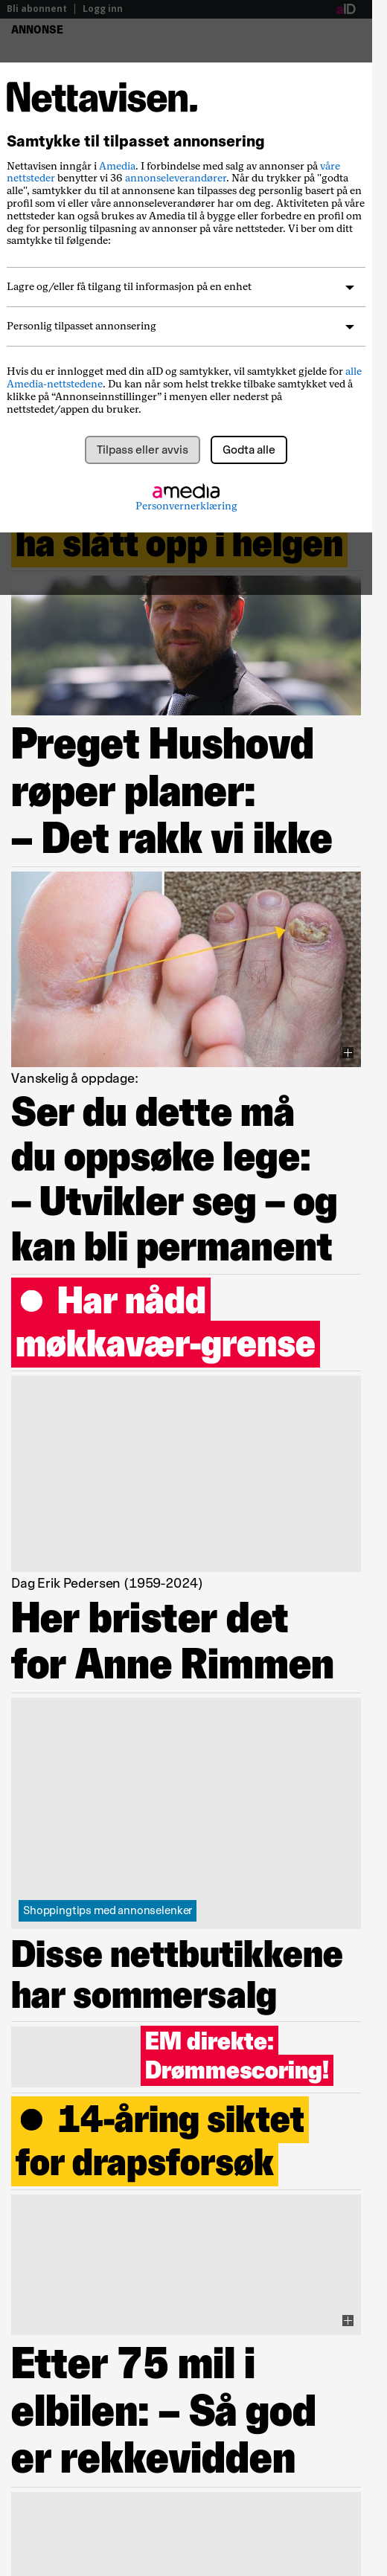 Bli abonnent | Logg inn
aID
ANNONSE
Nettavisen.
Samtykke til tilpasset annonsering
Nettavisen inngår i Amedia. I forbindelse med salg av annonser på våre
nettsteder benytter vi 36 annonseleverandører. Når du trykker på "godta
alle", samtykker du til at annonsene kan tilpasses deg personlig basert på en
profil som vi eller våre annonseleverandører har om deg. Aktiviteten på våre
nettsteder kan også brukes av Amedia til å bygge eller forbedre en profil om
deg for personlig tilpasning av annonser på våre nettsteder. Vi ber om ditt
samtykke til følgende:
Lagre og/eller få tilgang til informasjon på en enhet
Personlig tilpasset annonsering
Hvis du er innlogget med din aID og samtykker, vil samtykket gjelde for alle
Amedia-nettstedene. Du kan når som helst trekke tilbake samtykket ved å
klikke på “Annonseinnstillinger” i menyen eller nederst på
nettstedet/appen du bruker.
Tilpass eller avvis
Godta alle
amedia
Personvernerklæring
ha slått opp i helgen
Preget Hushovd
røper planer:
– Det rakk vi ikke
Vanskelig å oppdage:
Ser du dette må
du oppsøke lege:
– Utvikler seg – og
kan bli permanent
● Har nådd
møkkavær-grense
Dag Erik Pedersen (1959-2024)
Her brister det
for Anne Rimmen
Shoppingtips med annonselenker
Disse nettbutikkene
har sommersalg
EM direkte:
Drømmescoring!
● 14-åring siktet
for drapsforsøk
Etter 75 mil i
elbilen: – Så god
er rekkevidden